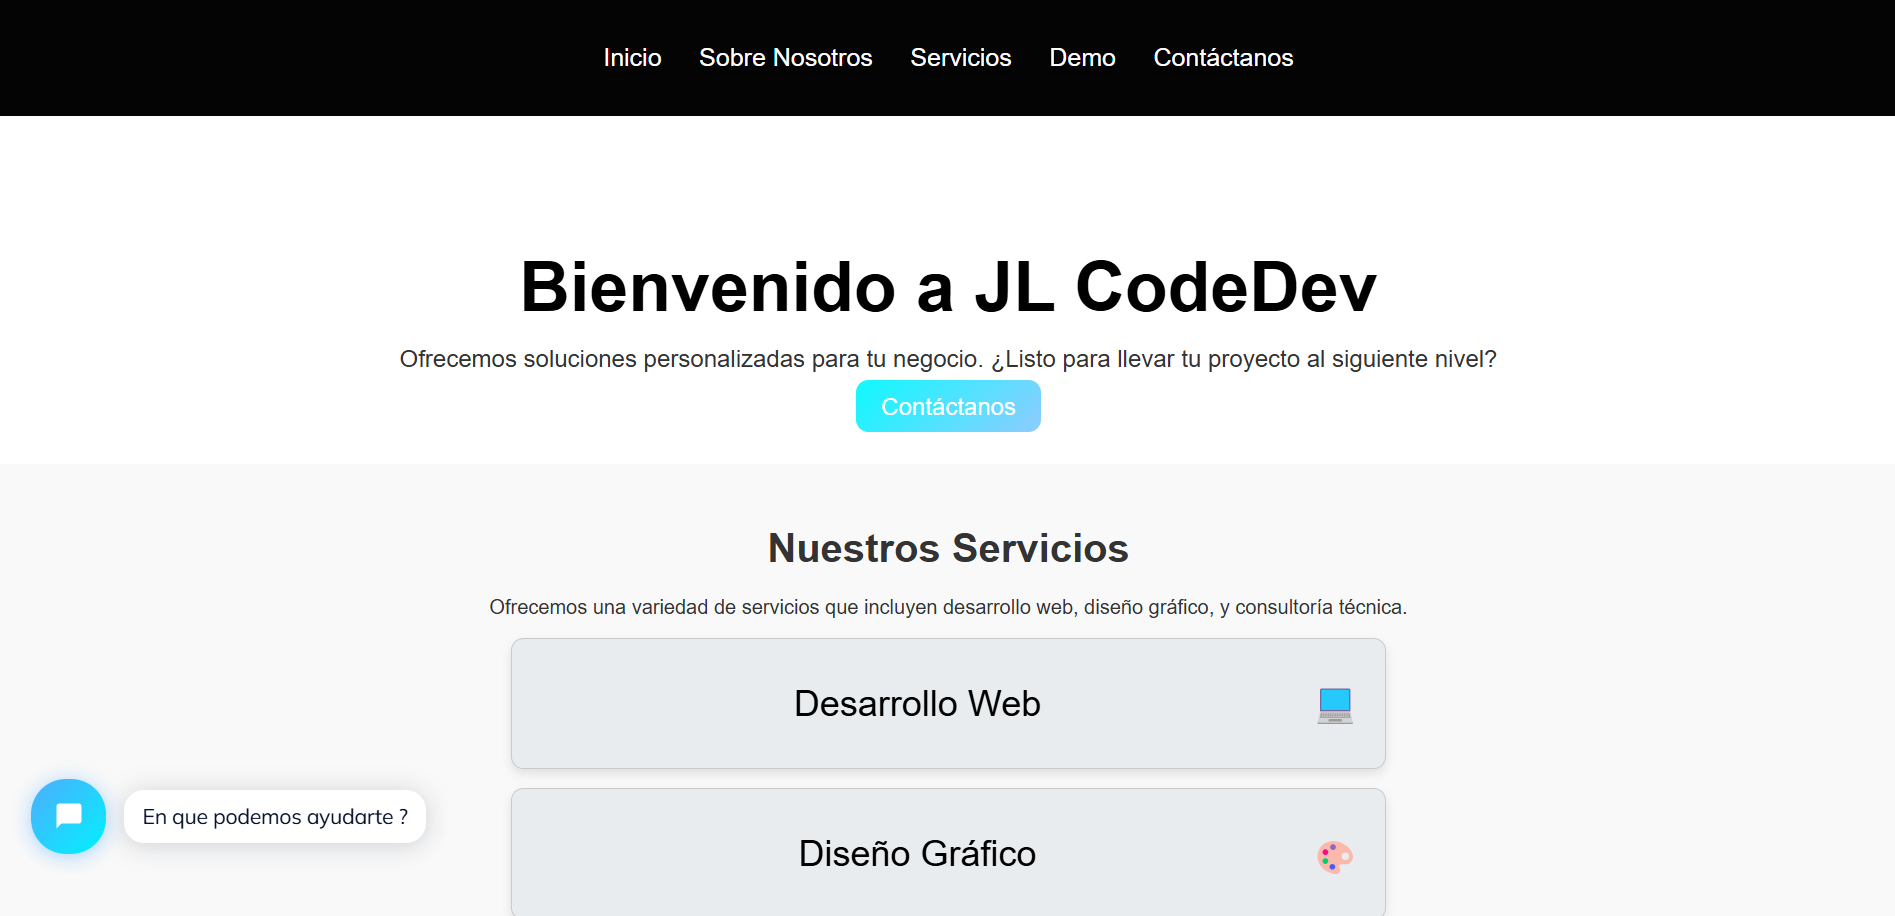 Inicio Sobre Nosotros Servicios Demo Contáctanos
Bienvenido a JL CodeDev
Ofrecemos soluciones personalizadas para tu negocio. ¿Listo para llevar tu proyecto al siguiente nivel?
Contáctanos
Nuestros Servicios
Ofrecemos una variedad de servicios que incluyen desarrollo web, diseño gráfico, y consultoría técnica.
Desarrollo Web
En que podemos ayudarte ?
Diseño Gráfico